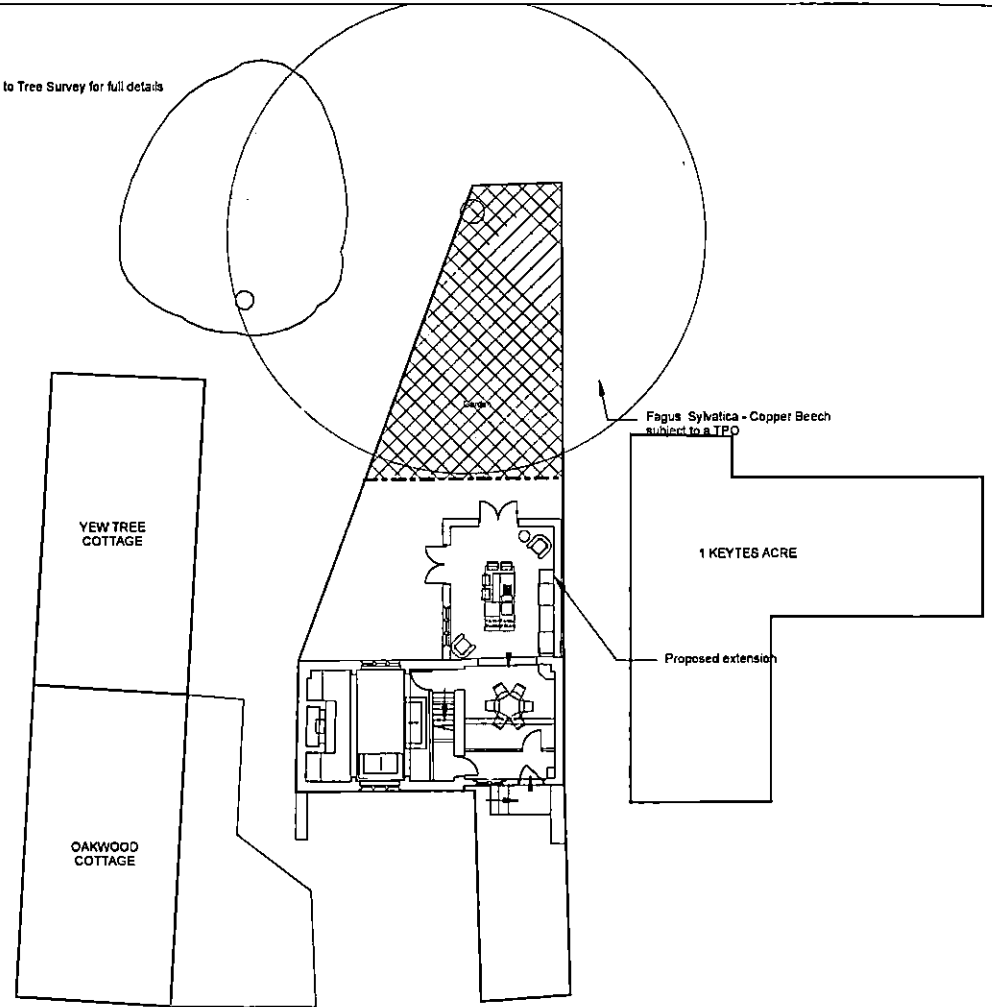 to Tree Survey for full details
Garden
Fagus Sylvatica - Copper Beech
subject to a TPO
YEW TREE
COTTAGE
1 KEYTES ACRE
Proposed extension
OAKWOOD
COTTAGE